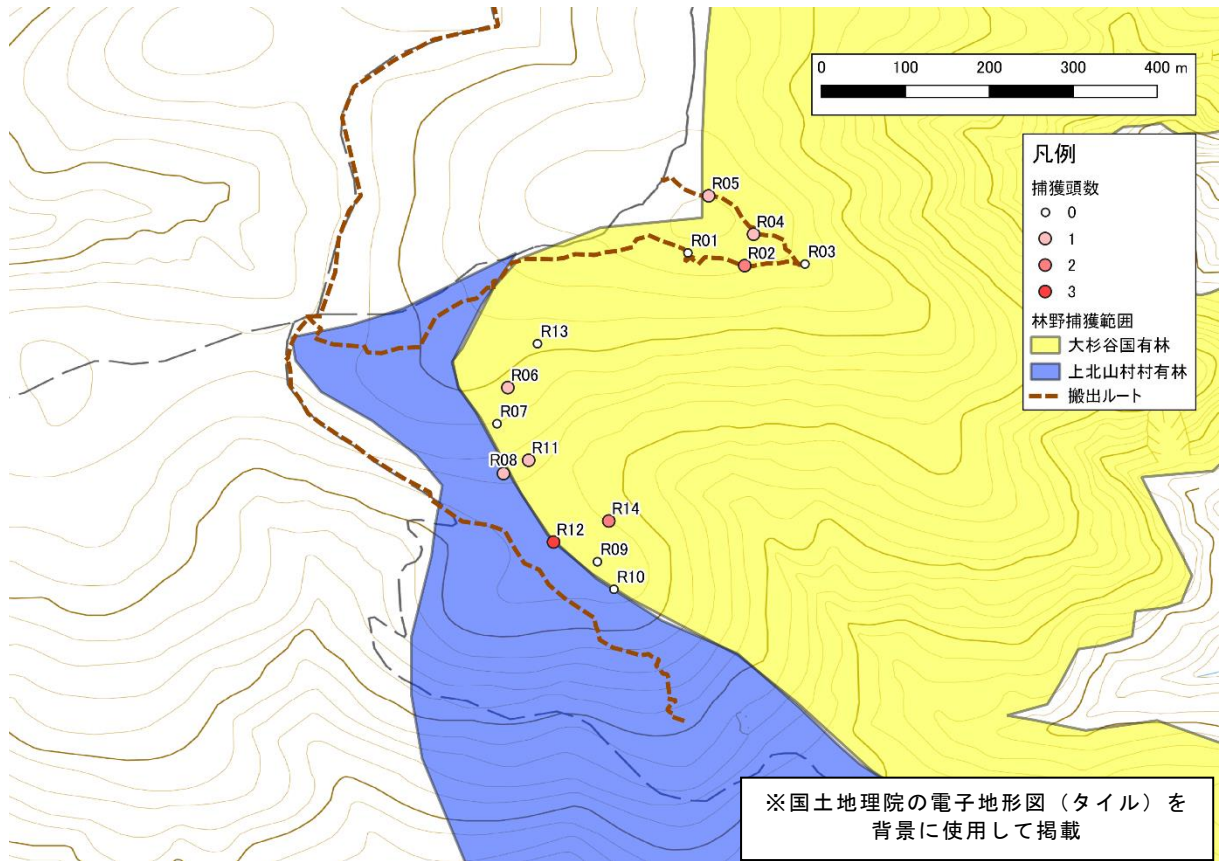 0 100 200 300 400 m
凡例
捕獲頭数
0
1
2
3
林野捕獲範囲
大杉谷国有林
上北山村村有林
搬出ルート
R05
R04
R01
R02
R03
R13
R06
R07
R11
R08
R14
R12
R09
R10
※国土地理院の電子地形図（タイル）を
背景に使用して掲載